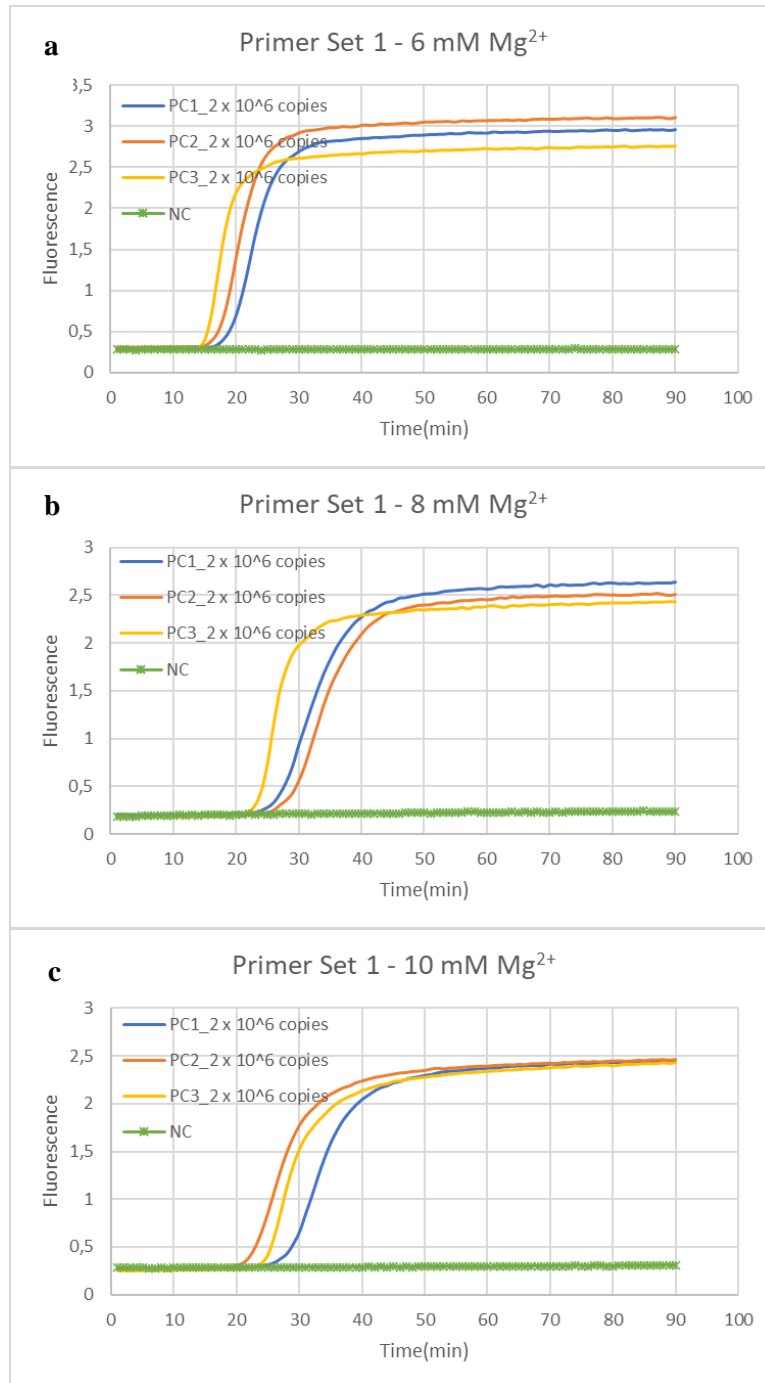 a
Primer Set 1 - 6 mM Mg²⁺
3,5
3
2,5
2
1,5
1
0,5
0
Fluorescence
PC1_2 x 10^6 copies
PC2_2 x 10^6 copies
PC3_2 x 10^6 copies
NC
0 10 20 30 40 50 60 70 80 90 100
Time(min)
b
Primer Set 1 - 8 mM Mg²⁺
3
2,5
2
1,5
1
0,5
0
Fluorescence
PC1_2 x 10^6 copies
PC2_2 x 10^6 copies
PC3_2 x 10^6 copies
NC
0 10 20 30 40 50 60 70 80 90 100
Time(min)
c
Primer Set 1 - 10 mM Mg²⁺
3
2,5
2
1,5
1
0,5
0
Fluorescence
PC1_2 x 10^6 copies
PC2_2 x 10^6 copies
PC3_2 x 10^6 copies
NC
0 10 20 30 40 50 60 70 80 90 100
Time(min)